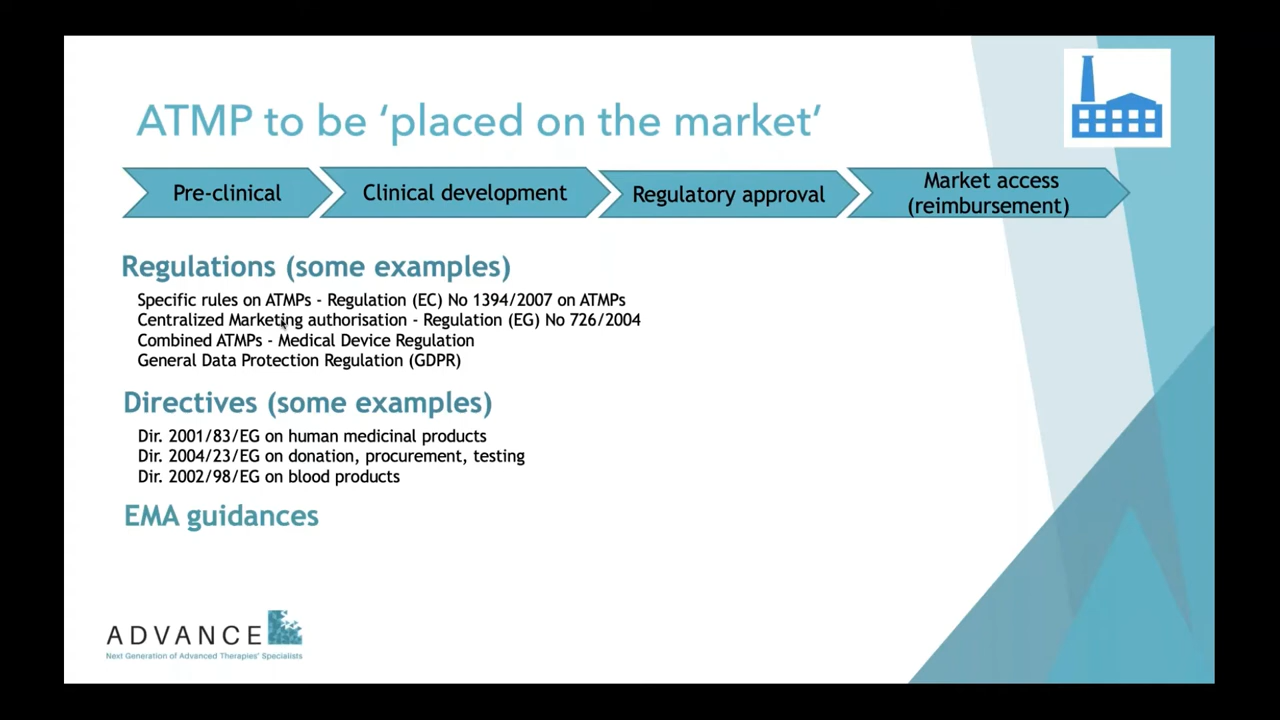 ATMP to be ‘placed on the market’
Pre-clinical
Clinical development
Regulatory approval
Market access
(reimbursement)
Regulations (some examples)
Specific rules on ATMPs - Regulation (EC) No 1394/2007 on ATMPs
Centralized Marketing authorisation - Regulation (EG) No 726/2004
Combined ATMPs - Medical Device Regulation
General Data Protection Regulation (GDPR)
Directives (some examples)
Dir. 2001/83/EG on human medicinal products
Dir. 2004/23/EG on donation, procurement, testing
Dir. 2002/98/EG on blood products
EMA guidances
ADVANCE
Next Generation of Advanced Therapies' Specialists